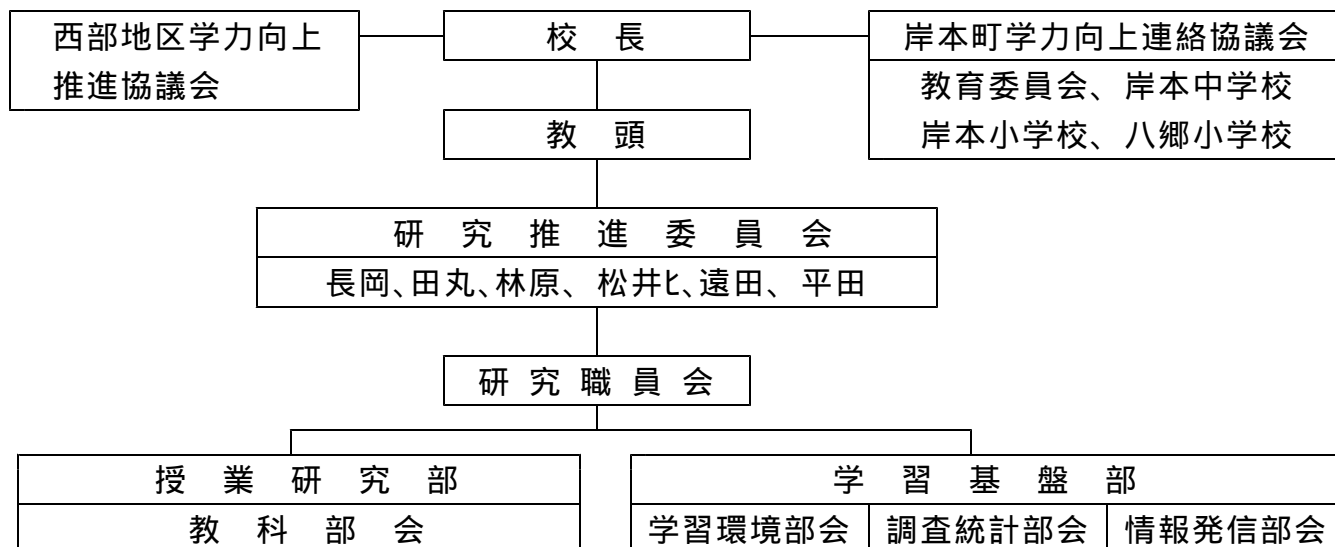 西部地区学力向上
推進協議会
校長
岸本町学力向上連絡協議会
教育委員会、岸本中学校
岸本小学校、八郷小学校
教頭
研究推進委員会
長岡、田丸、林原、松井ﾋ、遠田、平田
研究職員会
授業研究部
教科部会
学習基盤部
学習環境部会
調査統計部会
情報発信部会